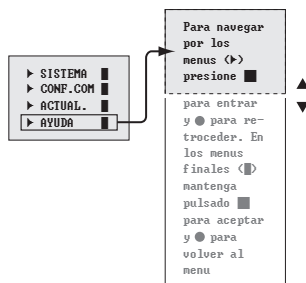 ▶ SISTEMA █
▶ CONF.COM █
▶ ACTUAL. █
▶ AYUDA █
Para navegar
por los
menus (▶)
presione █
para entrar
y ● para re-
troceder. En
los menus
finales (█)
mantenga
pulsado █
para aceptar
y ● para
volver al
menu